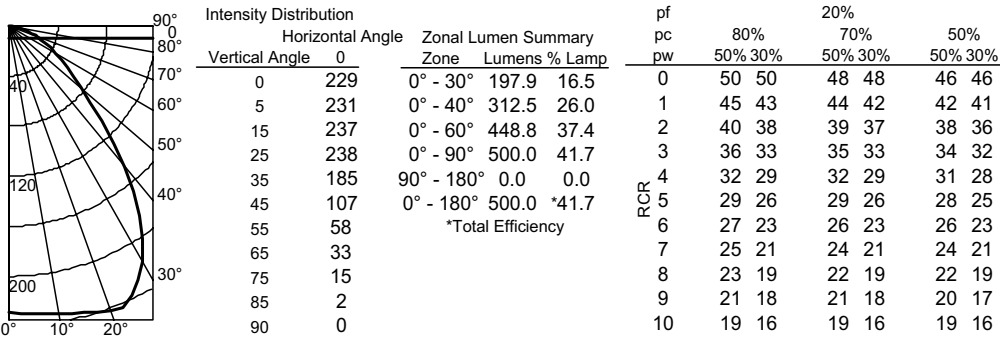 90°
0
80°
70°
60°
50°
40°
30°
40
120
200
0° 10° 20°
Intensity Distribution
Horizontal Angle
Vertical Angle 0
0 229
5 231
15 237
25 238
35 185
45 107
55 58
65 33
75 15
85 2
90 0
Zonal Lumen Summary
Zone Lumens % Lamp
0° - 30° 197.9 16.5
0° - 40° 312.5 26.0
0° - 60° 448.8 37.4
0° - 90° 500.0 41.7
90° - 180° 0.0 0.0
0° - 180° 500.0 *41.7
*Total Efficiency
pf 20%
pc 80% 70% 50%
pw 50% 30% 50% 30% 50% 30%
RCR
0 50 50 48 48 46 46
1 45 43 44 42 42 41
2 40 38 39 37 38 36
3 36 33 35 33 34 32
4 32 29 32 29 31 28
5 29 26 29 26 28 25
6 27 23 26 23 26 23
7 25 21 24 21 24 21
8 23 19 22 19 22 19
9 21 18 21 18 20 17
10 19 16 19 16 19 16